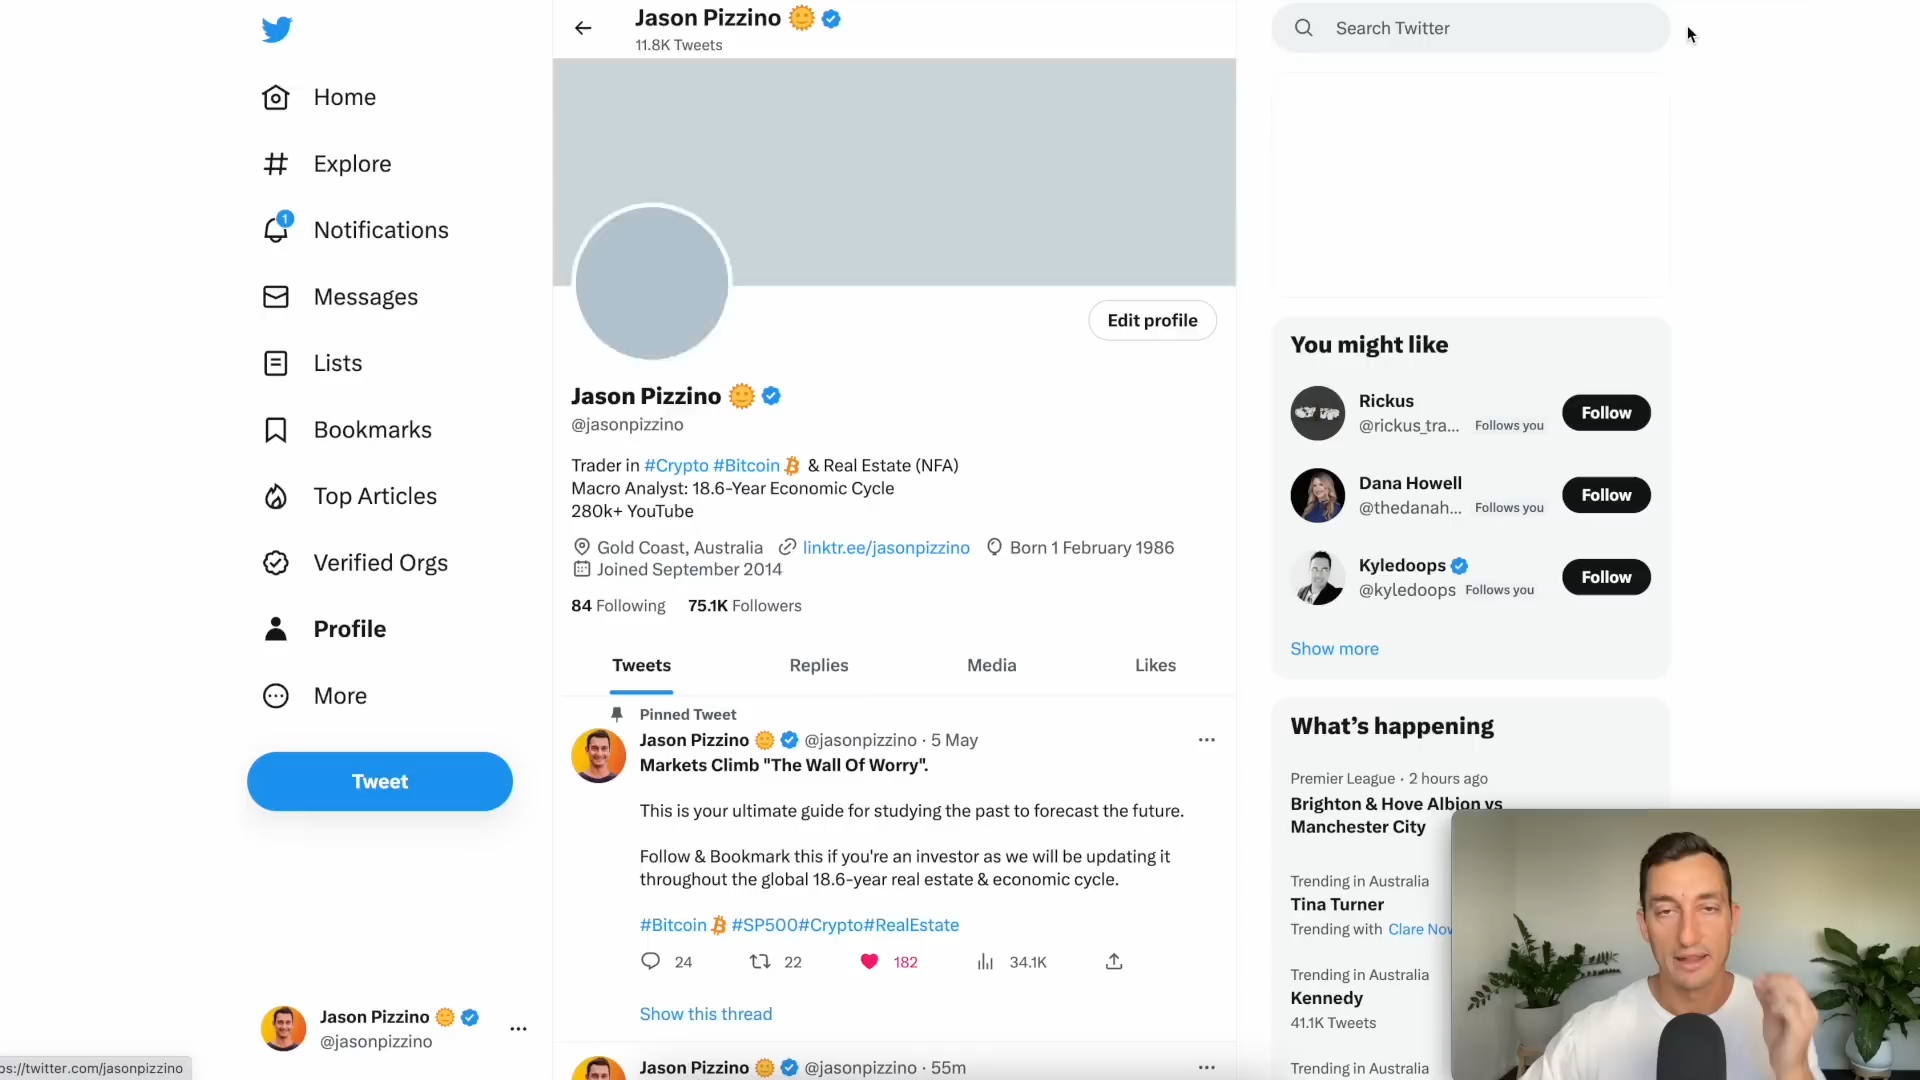 Jason Pizzino
11.8K Tweets
Search Twitter
Home
Explore
1
Notifications
Messages
Lists
Bookmarks
Top Articles
Verified Orgs
Profile
More
Tweet
Jason Pizzino
@jasonpizzino
ps://twitter.com/jasonpizzino
Edit profile
Jason Pizzino
@jasonpizzino
Trader in #Crypto #Bitcoin & Real Estate (NFA)
Macro Analyst: 18.6-Year Economic Cycle
280k+ YouTube
Gold Coast, Australia linktr.ee/jasonpizzino Born 1 February 1986
Joined September 2014
84 Following 75.1K Followers
Tweets Replies Media Likes
Pinned Tweet
Jason Pizzino @jasonpizzino · 5 May
Markets Climb "The Wall Of Worry".
This is your ultimate guide for studying the past to forecast the future.
Follow & Bookmark this if you're an investor as we will be updating it
throughout the global 18.6-year real estate & economic cycle.
#Bitcoin #SP500#Crypto#RealEstate
24 22 182 34.1K
Show this thread
Jason Pizzino @jasonpizzino · 55m
You might like
Rickus
@rickus_tra... Follows you
Follow
Dana Howell
@thedanah... Follows you
Follow
Kyledoops
@kyledoops Follows you
Follow
Show more
What's happening
Premier League · 2 hours ago
Brighton & Hove Albion vs
Manchester City
Trending in Australia
Tina Turner
Trending with Clare
Trending in Australia
Kennedy
41.1K Tweets
Trending in Australia